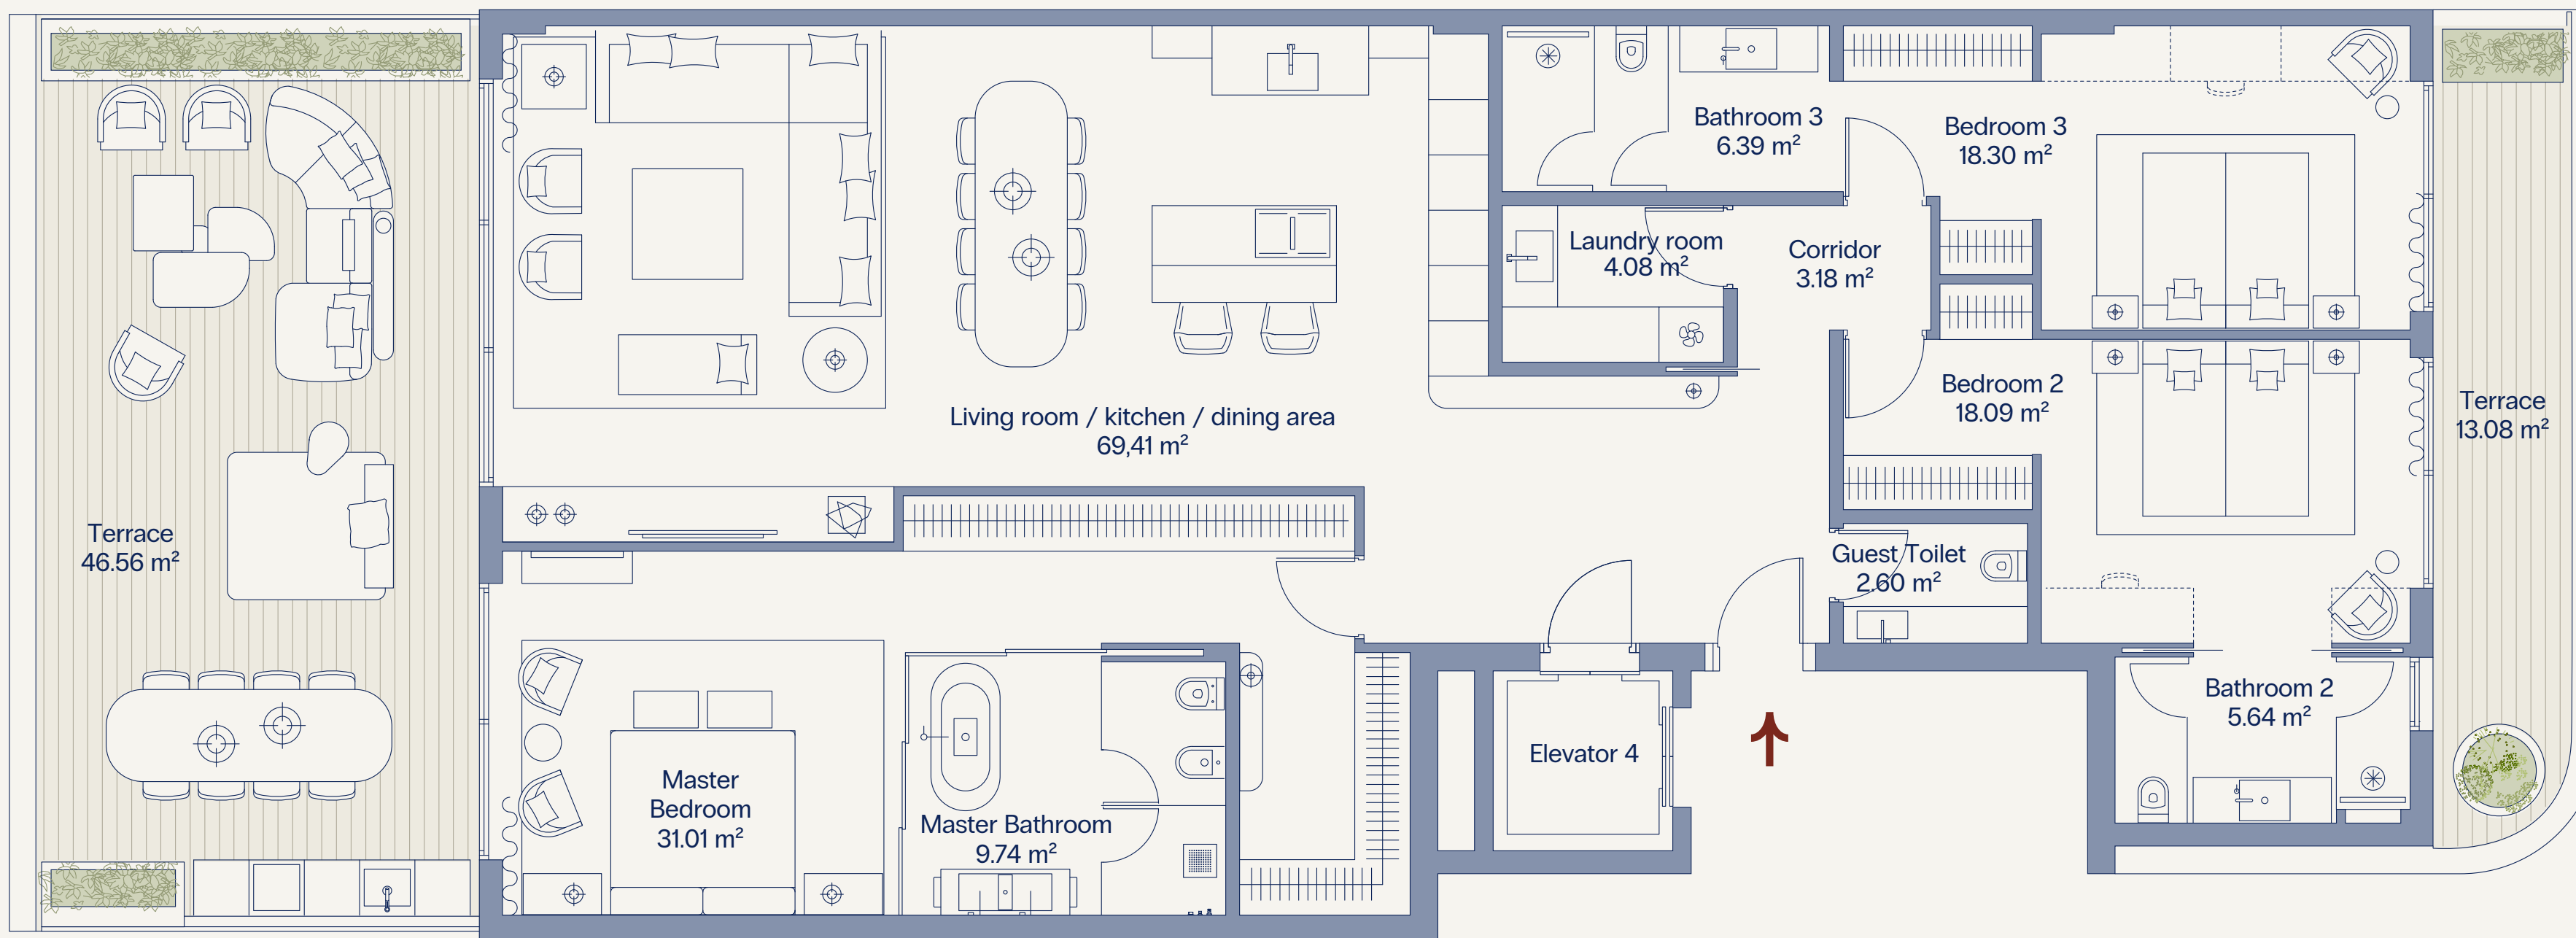 Bathroom 3
6.39 m²
Bedroom 3
18.30 m²
Laundry room
4.08 m²
Corridor
3.18 m²
Living room / kitchen / dining area
69,41 m²
Bedroom 2
18.09 m²
Terrace
13.08 m²
Terrace
46.56 m²
Guest Toilet
2.60 m²
Master
Bedroom
31.01 m²
Master Bathroom
9.74 m²
Elevator 4
Bathroom 2
5.64 m²